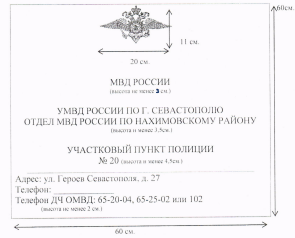 60см.
11 см.
20 см.
МВД РОССИИ
(высота не менее 3 см.)
УМВД РОССИИ ПО Г. СЕВАСТОПОЛЮ
ОТДЕЛ МВД РОССИИ ПО НАХИМОВСКОМУ РАЙОНУ
(высота и менее 3,5см.)
УЧАСТКОВЫЙ ПУНКТ ПОЛИЦИИ
№ 20 (высота и менее 4,5см.)
Адрес: ул. Героев Севастополя, д. 27
Телефон:
Телефон ДЧ ОМВД: 65-20-04, 65-25-02 или 102
(высота не менее 2 см.)
60 см.